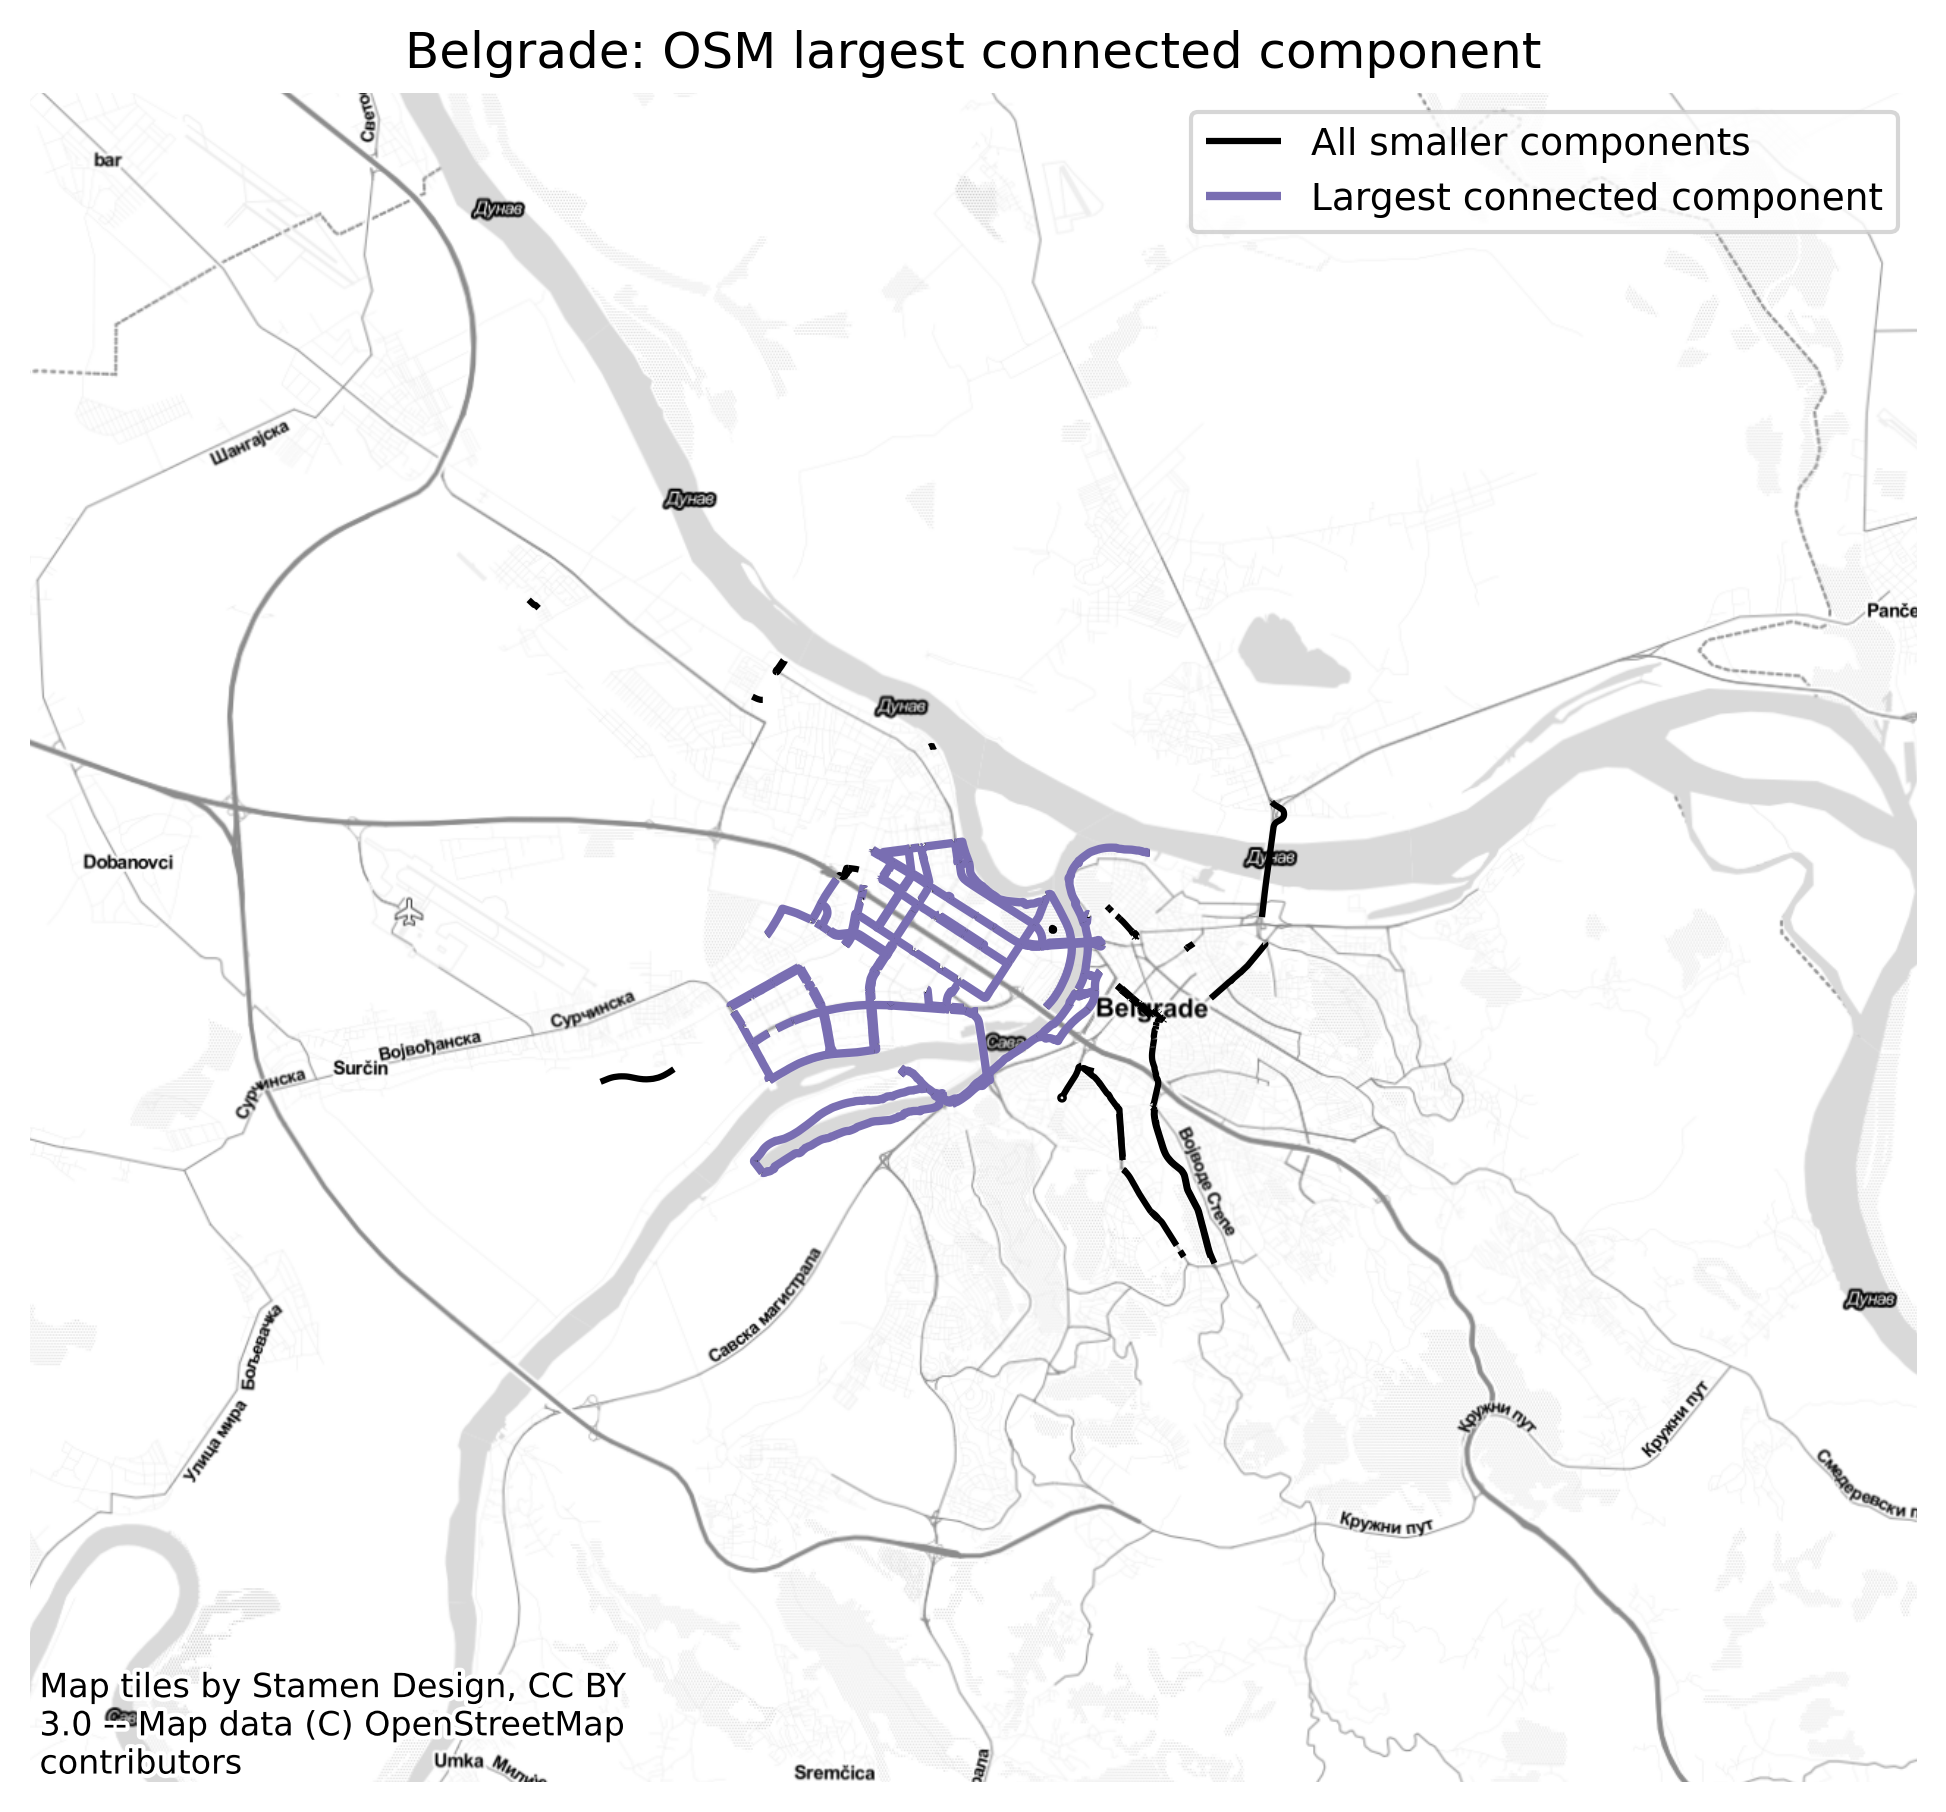 Belgrade: OSM largest connected component
All smaller components
Largest connected component
Свето
bar
Дунав
Шангајска
Дунав
Panče
Дунав
Dobanovci
Дунав
Сурчинска
Belgrade
Војвођанска
Сава
Surčin
Сурчинска
Војводе Степе
Савска магистрала
Дунав
Бољевачка
Улица мира
Кружни пут
Кружни пут
Смедеревски п
Кружни пут
Map tiles by Stamen Design, CC BY
3.0 -- Map data (C) OpenStreetMap
contributors
Umka
Sremčica
рала